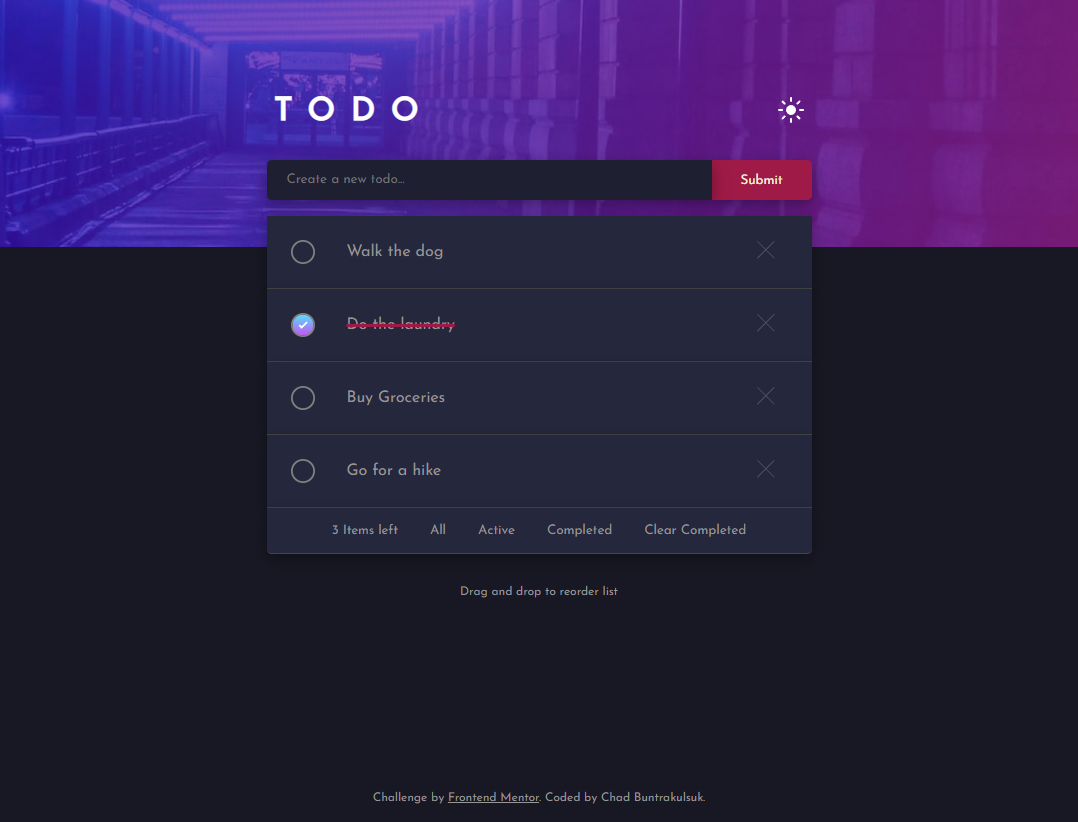 TODO
Create a new todo...
Submit
Walk the dog
Do the laundry
Buy Groceries
Go for a hike
3 Items left All Active Completed Clear Completed
Drag and drop to reorder list
Challenge by Frontend Mentor. Coded by Chad Buntrakulsuk.